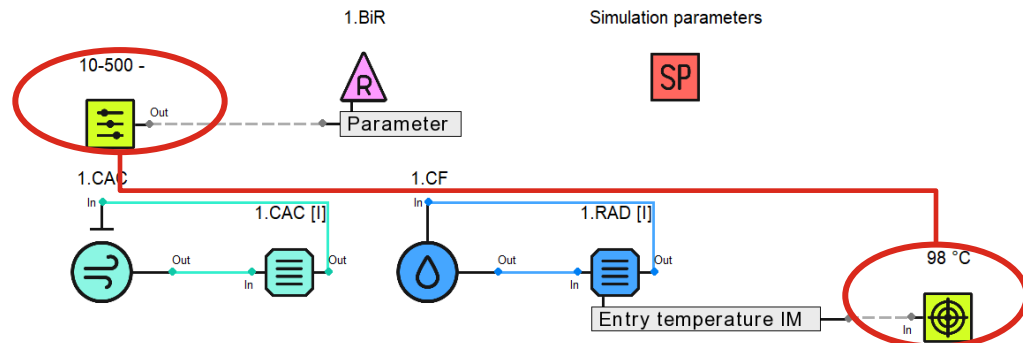 1.BiR
Simulation parameters
10-500 -
R
SP
Out
Parameter
1.CAC
1.CF
In
In
1.CAC [I]
1.RAD [I]
98 °C
Out
Out
Out
Out
In
In
Entry temperature IM
In